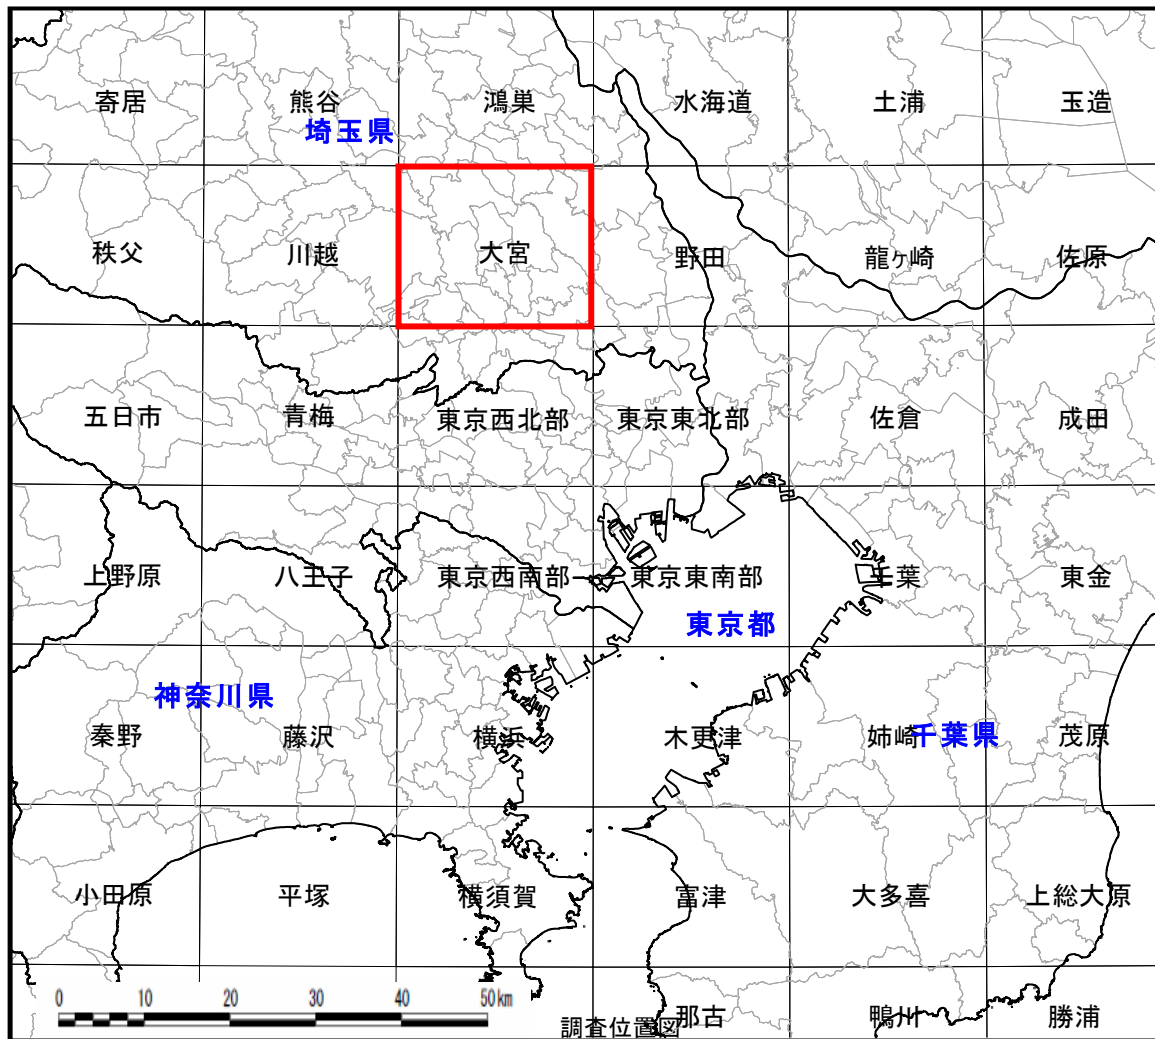 寄居
熊谷
鴻巣
水海道
土浦
玉造
埼玉県
秩父
川越
大宮
野田
龍ヶ崎
佐原
五日市
青梅
東京西北部
東京東北部
佐倉
成田
上野原
八王子
東京西南部
東京東南部
千葉
東金
東京都
神奈川県
秦野
藤沢
横浜
木更津
姉崎
千葉県
茂原
小田原
平塚
横須賀
富津
大多喜
上総大原
0 10 20 30 40 50km
調査位置図
那古
鴨川
勝浦